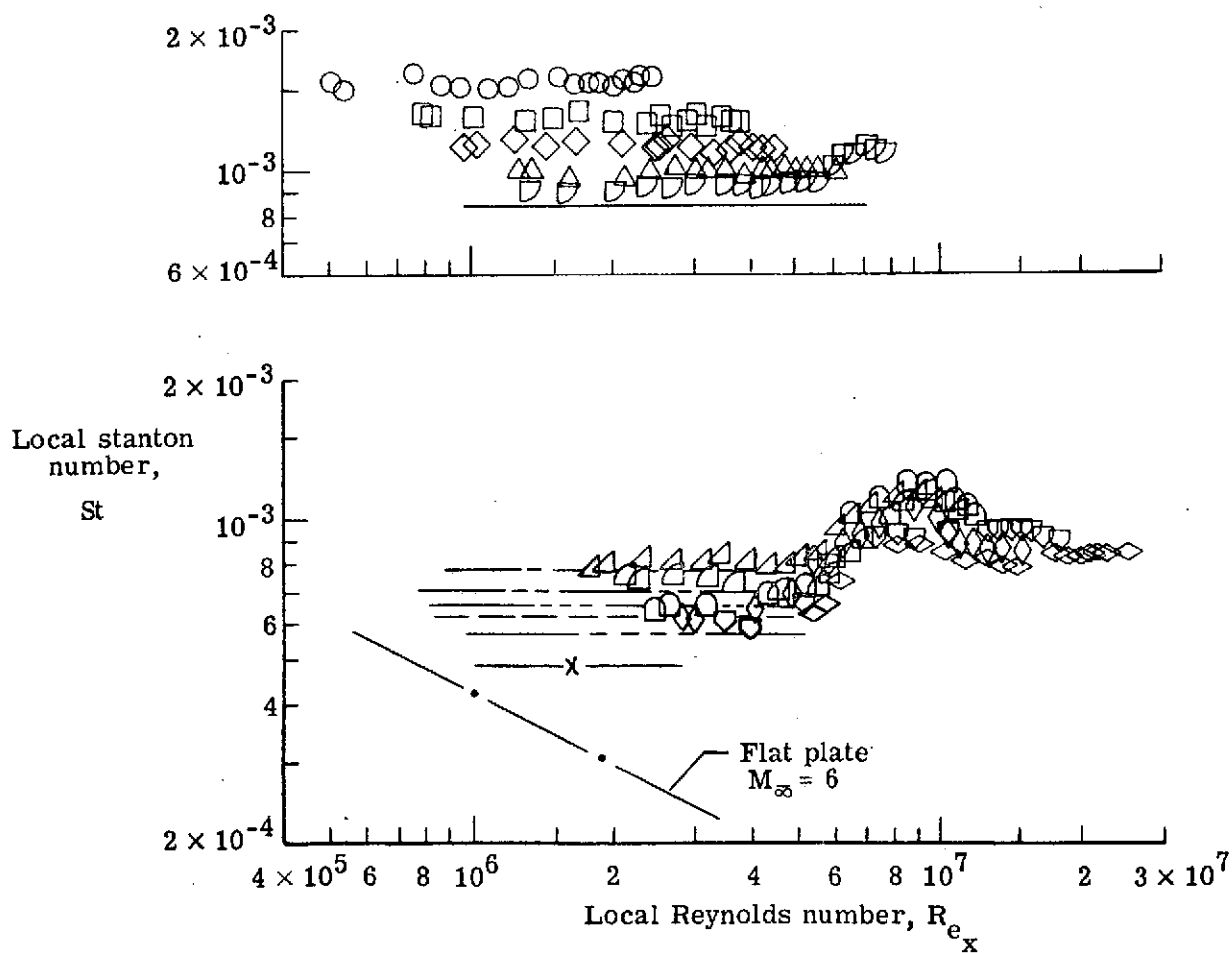 2 × 10⁻³
10⁻³
8
6 × 10⁻⁴
2 × 10⁻³
Local stanton
number,
St
10⁻³
8
6
4
Flat plate
M∞ = 6
2 × 10⁻⁴
4 × 10⁵ 6 8 10⁶ 2 4 6 8 10⁷ 2 3 × 10⁷
Local Reynolds number, Rₑₓ